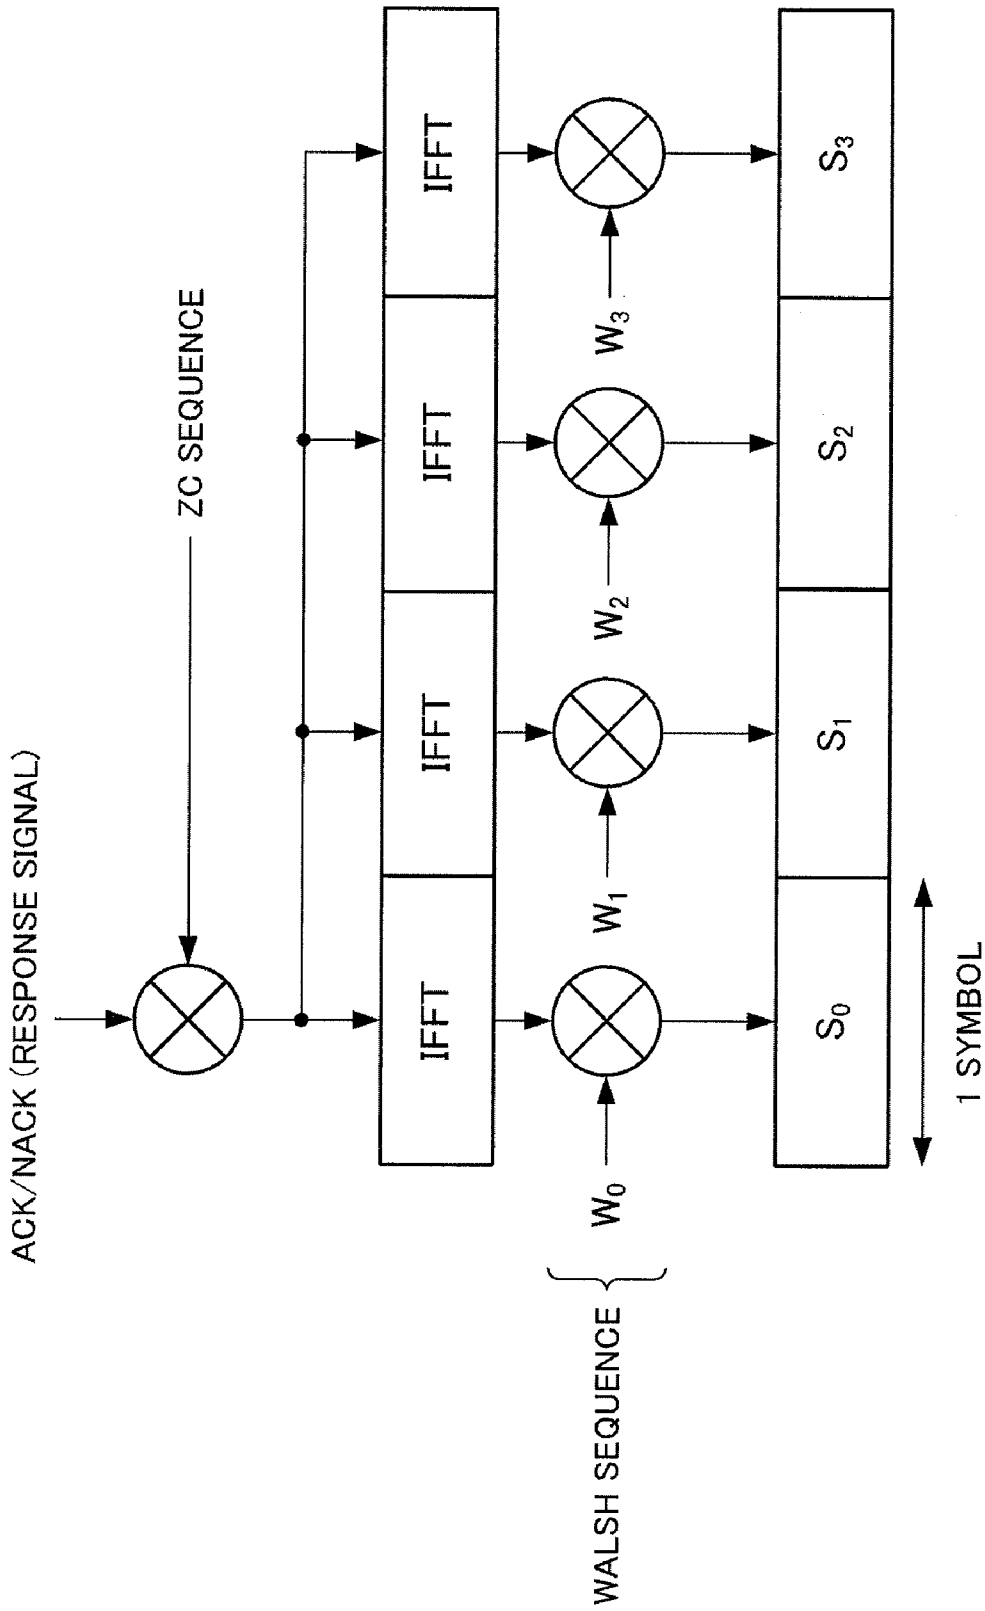 ACK/NACK (RESPONSE SIGNAL)
ZC SEQUENCE
IFFT
IFFT
IFFT
IFFT
WALSH SEQUENCE
W0
W1
W2
W3
S0
S1
S2
S3
1 SYMBOL